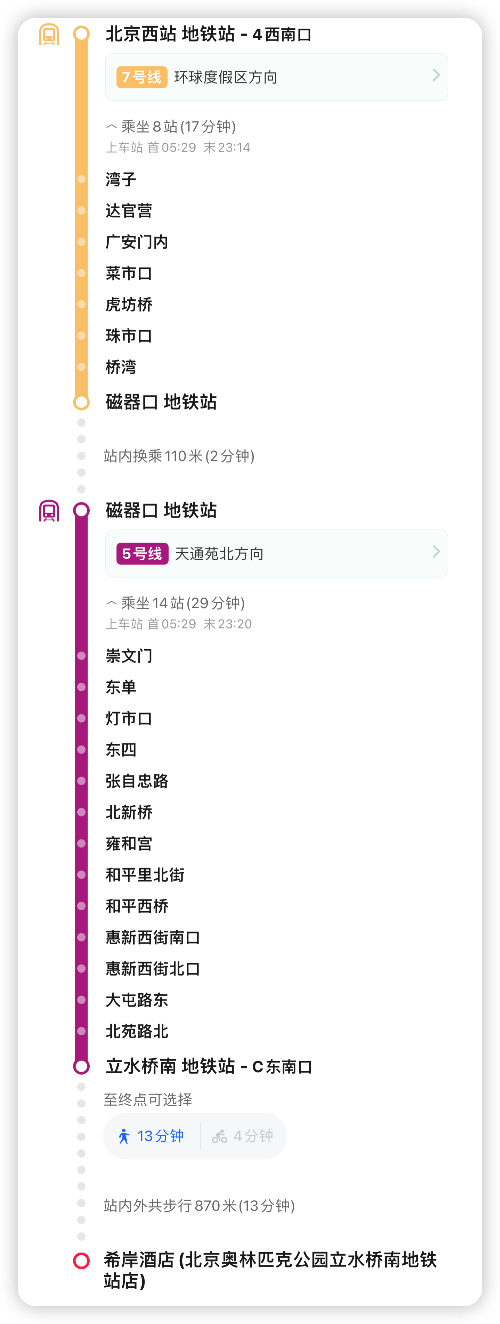 北京西站 地铁站 - 4西南口
7号线 环球度假区方向
乘坐8站(17分钟)
上车站 首05:29 末23:14
湾子
达官营
广安门内
菜市口
虎坊桥
珠市口
桥湾
磁器口 地铁站
站内换乘110米(2分钟)
磁器口 地铁站
5号线 天通苑北方向
乘坐14站(29分钟)
上车站 首05:29 末23:20
崇文门
东单
灯市口
东四
张自忠路
北新桥
雍和宫
和平里北街
和平西桥
惠新西街南口
惠新西街北口
大屯路东
北苑路北
立水桥南 地铁站 - C东南口
至终点可选择
13分钟 4分钟
站内外共步行870米(13分钟)
希岸酒店(北京奥林匹克公园立水桥南地铁
站店)